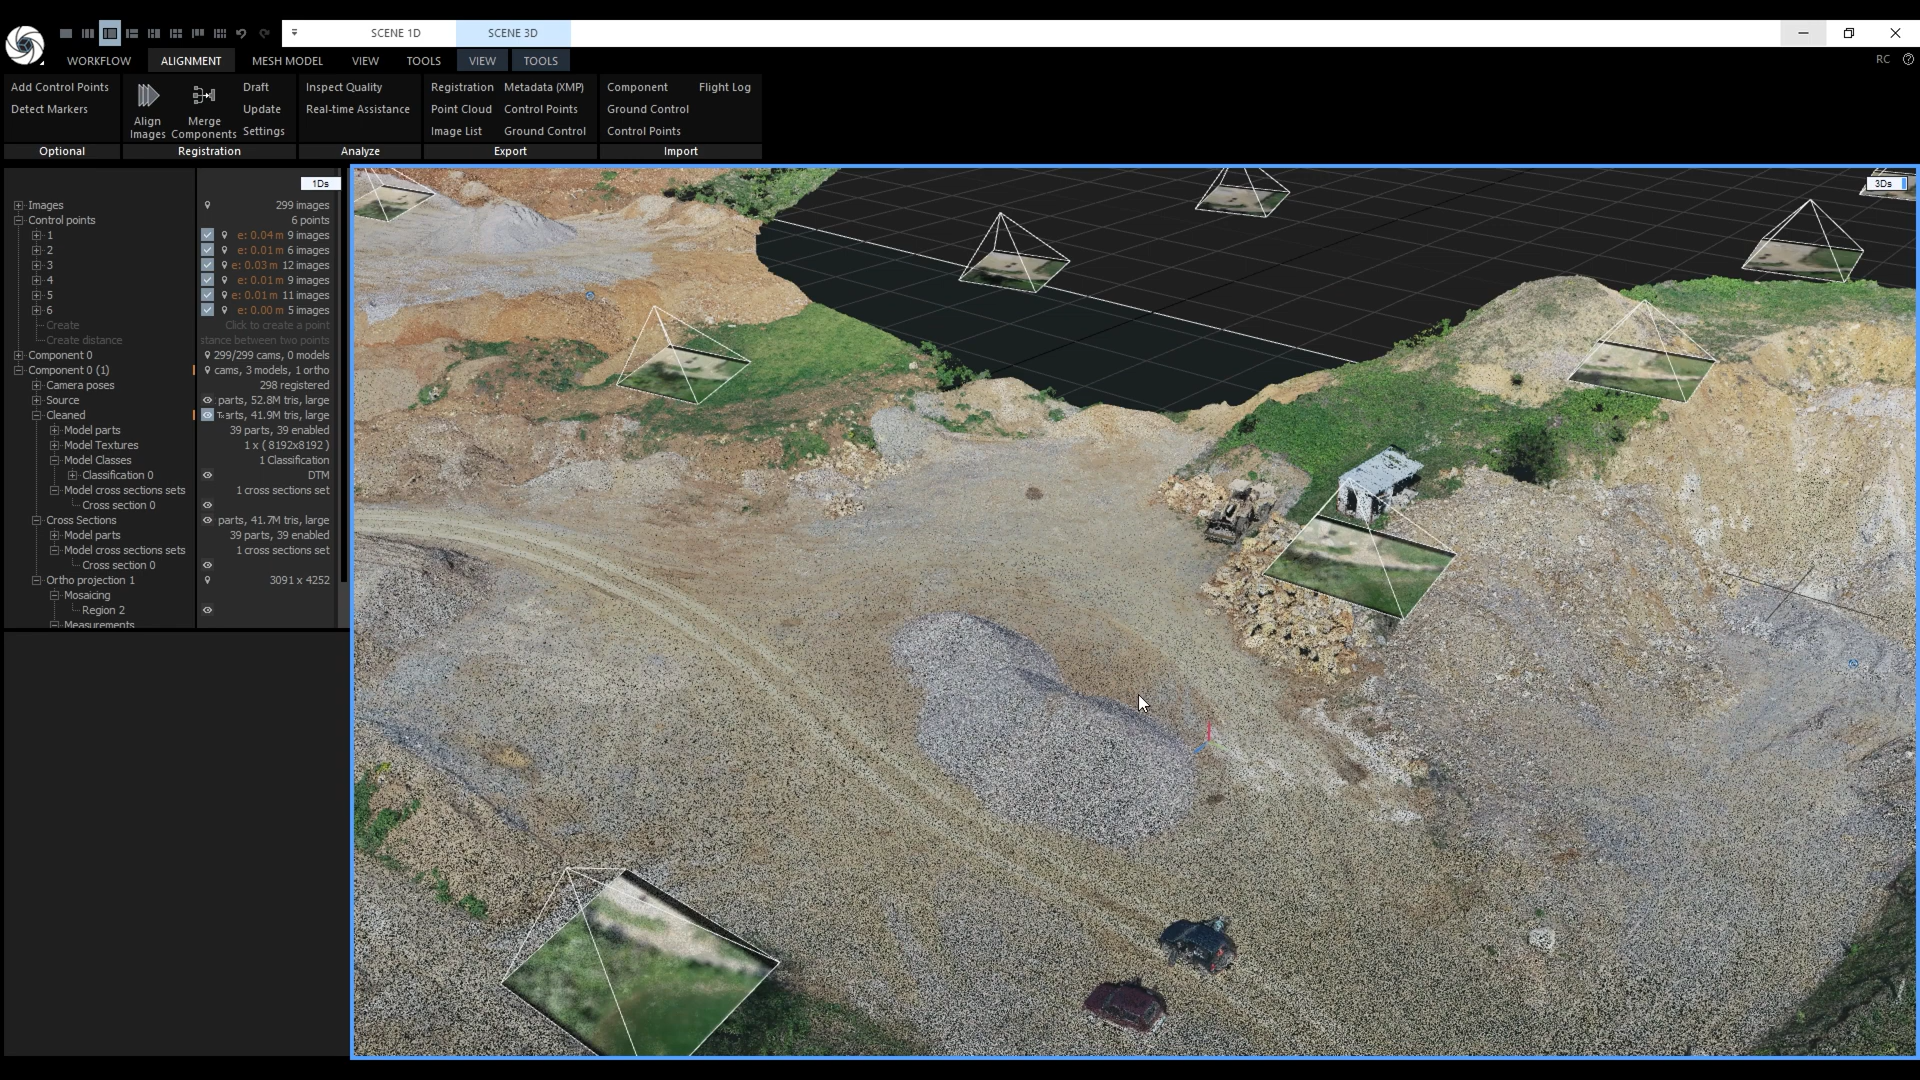 SCENE 1D SCENE 3D
WORKFLOW ALIGNMENT MESH MODEL VIEW TOOLS VIEW TOOLS RC
Add Control Points
Detect Markers
Optional
Align Images
Merge Components
Draft
Update
Settings
Registration
Inspect Quality
Real-time Assistance
Analyze
Registration Metadata (XMP)
Point Cloud Control Points
Image List Ground Control
Export
Component Flight Log
Ground Control
Control Points
Import
1Ds
3Ds
Images 299 images
Control points 6 points
1 e: 0.04 m 9 images
2 e: 0.01 m 6 images
3 e: 0.03 m 12 images
4 e: 0.01 m 9 images
5 e: 0.01 m 11 images
6 e: 0.00 m 5 images
Create Click to create a point
Create distance stance between two points
Component 0 299/299 cams, 0 models
Component 0 (1) cams, 3 models, 1 ortho
Camera poses 298 registered
Source parts, 52.8M tris, large
Cleaned arts, 41.9M tris, large
Model parts 39 parts, 39 enabled
Model Textures 1 x ( 8192x8192 )
Model Classes 1 Classification
Classification 0 DTM
Model cross sections sets 1 cross sections set
Cross section 0
Cross Sections parts, 41.7M tris, large
Model parts 39 parts, 39 enabled
Model cross sections sets 1 cross sections set
Cross section 0
Ortho projection 1 3091 x 4252
Mosaicing
Region 2
Measurements